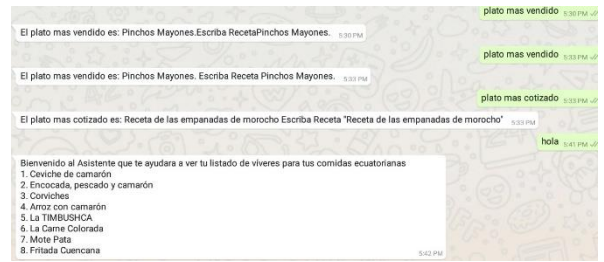 plato mas vendido 5:30 PM
El plato mas vendido es: Pinchos Mayones.Escriba RecetaPinchos Mayones. 5:30 PM
plato mas vendido 5:33 PM
El plato mas vendido es: Pinchos Mayones. Escriba Receta Pinchos Mayones. 5:33 PM
plato mas cotizado 5:33 PM
El plato mas cotizado es: Receta de las empanadas de morocho Escriba Receta "Receta de las empanadas de morocho" 5:33 PM
hola 5:41 PM
Bienvenido al Asistente que te ayudara a ver tu listado de viveres para tus comidas ecuatorianas
1. Ceviche de camarón
2. Encocada, pescado y camarón
3. Corviches
4. Arroz con camarón
5. La TIMBUSHCA
6. La Carne Colorada
7. Mote Pata
8. Fritada Cuencana
5:42 PM